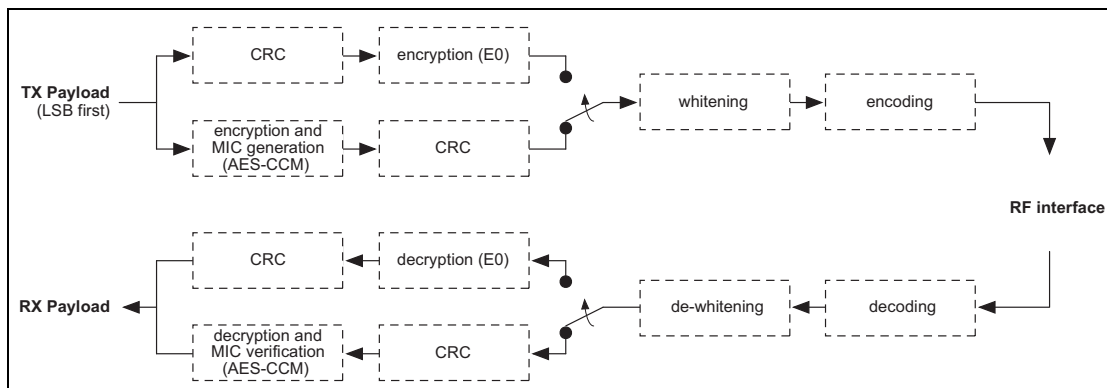 CRC
encryption (E0)
TX Payload
(LSB first)
whitening
encoding
encryption and
MIC generation
(AES-CCM)
CRC
RF interface
CRC
decryption (E0)
RX Payload
de-whitening
decoding
decryption and
MIC verification
(AES-CCM)
CRC